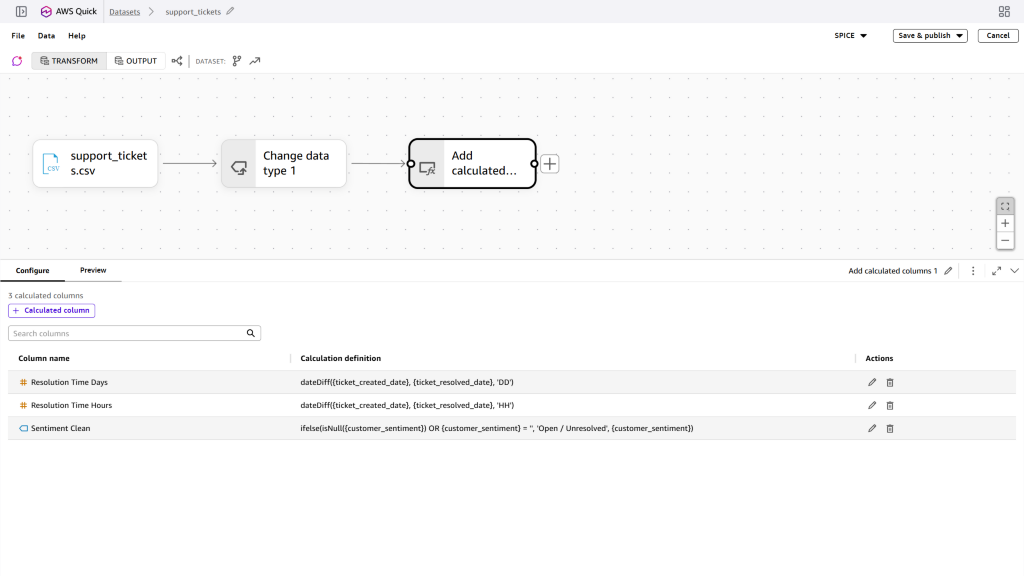 AWS Quick
Datasets
support_tickets
File
Data
Help
SPICE
Save & publish
Cancel
TRANSFORM
OUTPUT
DATASET:
CSV
support_ticket
s.csv
Change data
type 1
fx
Add
calculated...
Configure
Preview
Add calculated columns 1
3 calculated columns
+ Calculated column
Search columns
Column name
Calculation definition
Actions
Resolution Time Days
dateDiff({ticket_created_date}, {ticket_resolved_date}, 'DD')
Resolution Time Hours
dateDiff({ticket_created_date}, {ticket_resolved_date}, 'HH')
Sentiment Clean
ifelse(isNull({customer_sentiment}) OR {customer_sentiment} = '', 'Open / Unresolved', {customer_sentiment})